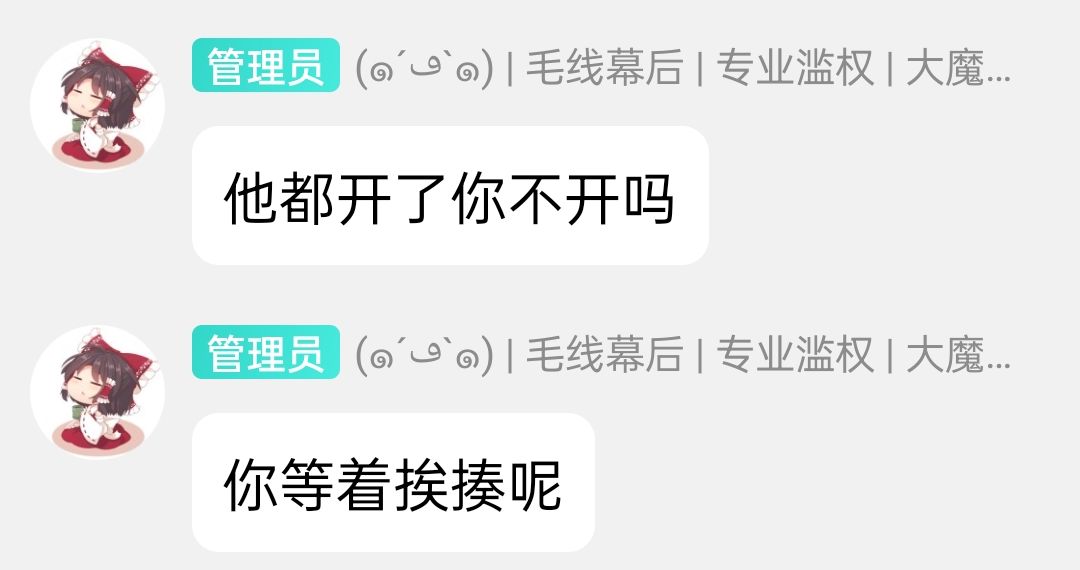 管理员 (๑´ڡ`๑) | 毛线幕后 | 专业滥权 | 大魔...
他都开了你不开吗
管理员 (๑´ڡ`๑) | 毛线幕后 | 专业滥权 | 大魔...
你等着挨揍呢